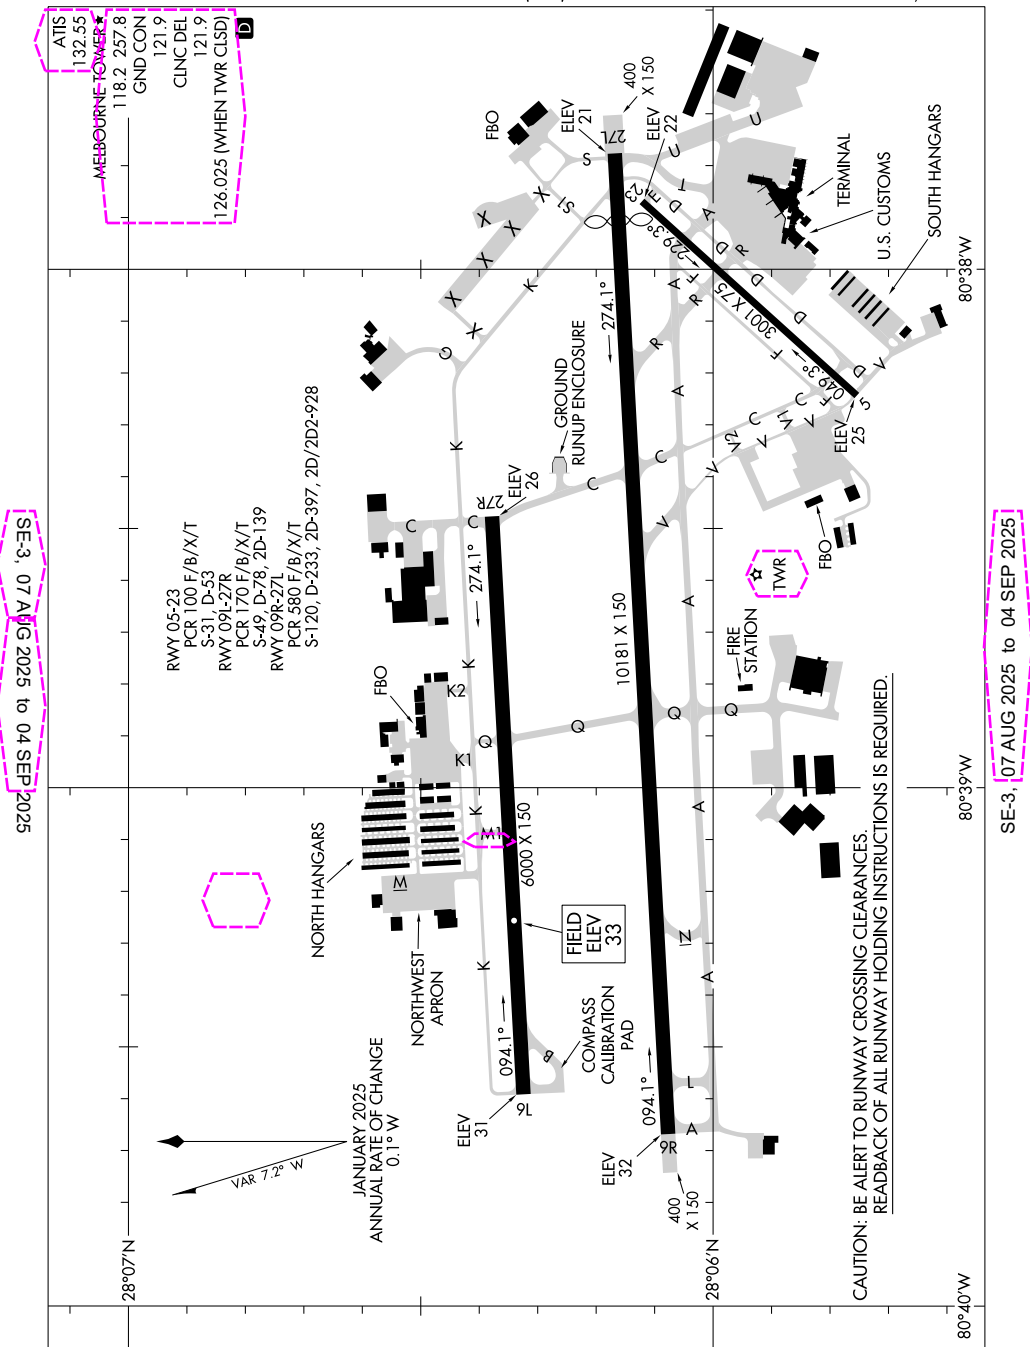 ATIS
132.55
MELBOURNE TOWER★
118.2 257.8
GND CON
121.9
CLNC DEL
121.9
126.025 (WHEN TWR CLSD)
D
RWY 05-23
PCR 100 F/B/X/T
S-31, D-53
RWY 09L-27R
PCR 170 F/B/X/T
S-49, D-78, 2D-139
RWY 09R-27L
PCR 580 F/B/X/T
S-120, D-233, 2D-397, 2D/2D2-928
JANUARY 2025
ANNUAL RATE OF CHANGE
0.1° W
VAR 7.2° W
28°07'N
28°06'N
80°38'W
80°39'W
80°40'W
FBO
ELEV
21
400
X 150
27L
ELEV
22
23
U
U
S
S1
X
X
X
X
X
X
K
G
K
TERMINAL
U.S. CUSTOMS
SOUTH HANGARS
E
T
D
A
D
R
D
D
D
F
F
F
229.3°
3001 X 75
049.3°
5
ELEV
25
V
V
V
V1
V2
V
V
C
C
C
C
C
C
A
R
R
A
274.1°
10181 X 150
GROUND
RUNUP ENCLOSURE
27R
ELEV
26
274.1°
FBO
TWR
FIRE
STATION
A
Q
Q
Q
Q
K
K2
K1
FBO
K
M1
M
NORTH HANGARS
NORTHWEST
APRON
6000 X 150
FIELD
ELEV
33
K
N
A
A
094.1°
B
COMPASS
CALIBRATION
PAD
9L
ELEV
31
094.1°
L
A
9R
ELEV
32
400
X 150
CAUTION: BE ALERT TO RUNWAY CROSSING CLEARANCES.
READBACK OF ALL RUNWAY HOLDING INSTRUCTIONS IS REQUIRED.
SE-3, 07 AUG 2025 to 04 SEP 2025
SE-3, 07 AUG 2025 to 04 SEP 2025